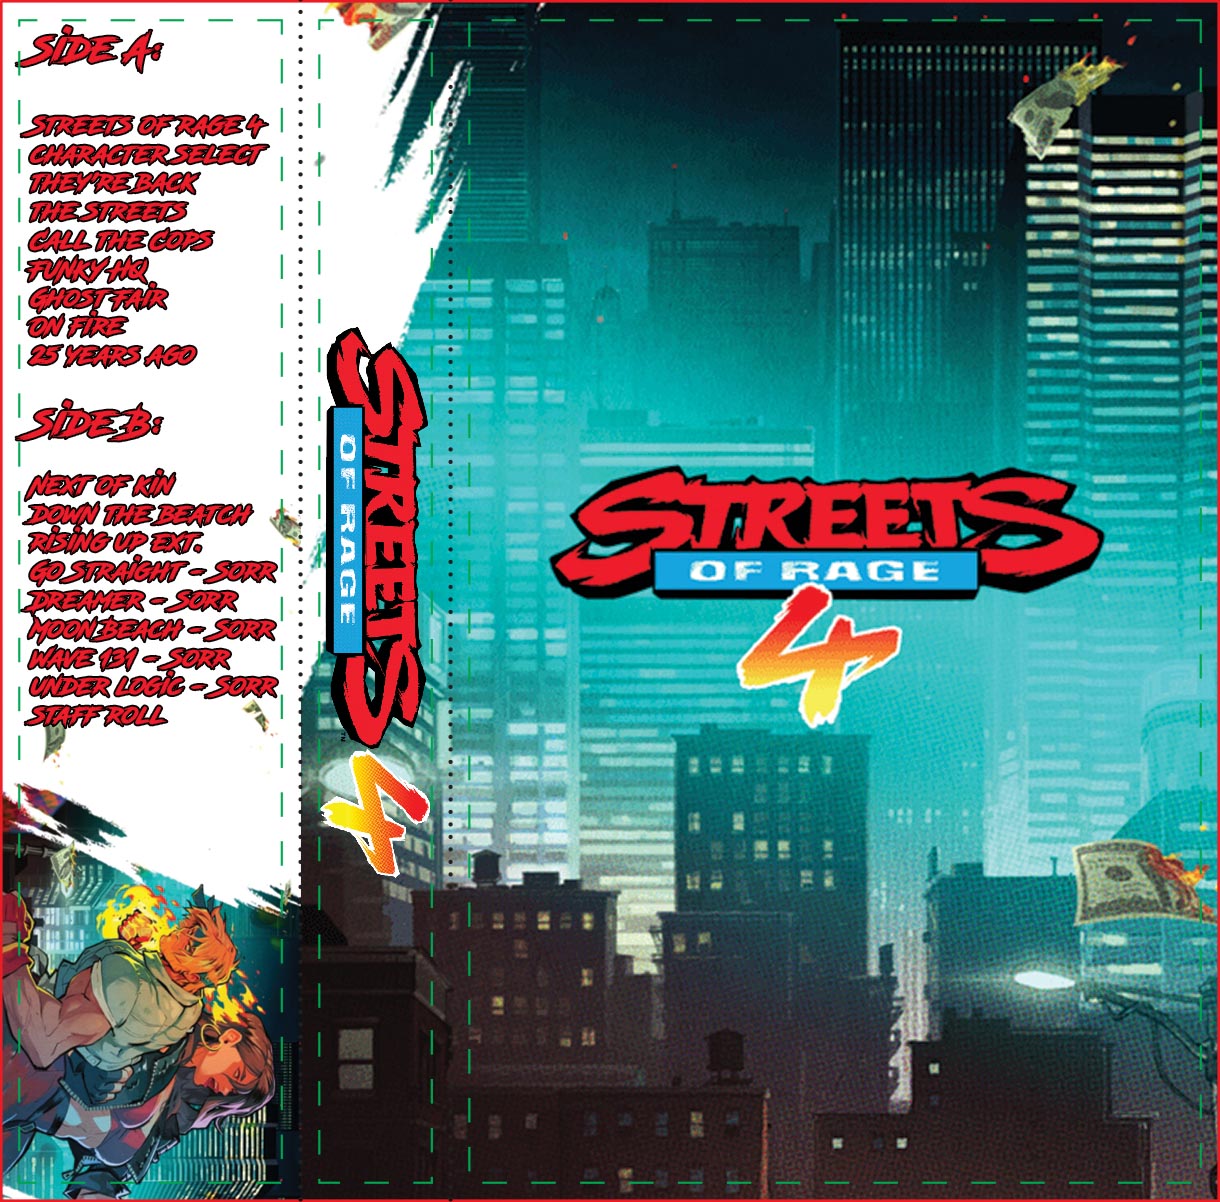 SIDE A:
STREETS OF RAGE 4
CHARACTER SELECT
THEY'RE BACK
THE STREETS
CALL THE COPS
FUNKY HQ
GHOST FAIR
ON FIRE
25 YEARS AGO
SIDE B:
NEXT OF KIN
DOWN THE BEATCH
RISING UP EXT.
GO STRAIGHT - SORR
DREAMER - SORR
MOON BEACH - SORR
WAVE 131 - SORR
UNDER LOGIC - SORR
STAFF ROLL
STREETS
OF RAGE
TM
4
STREETS
OF RAGE
4